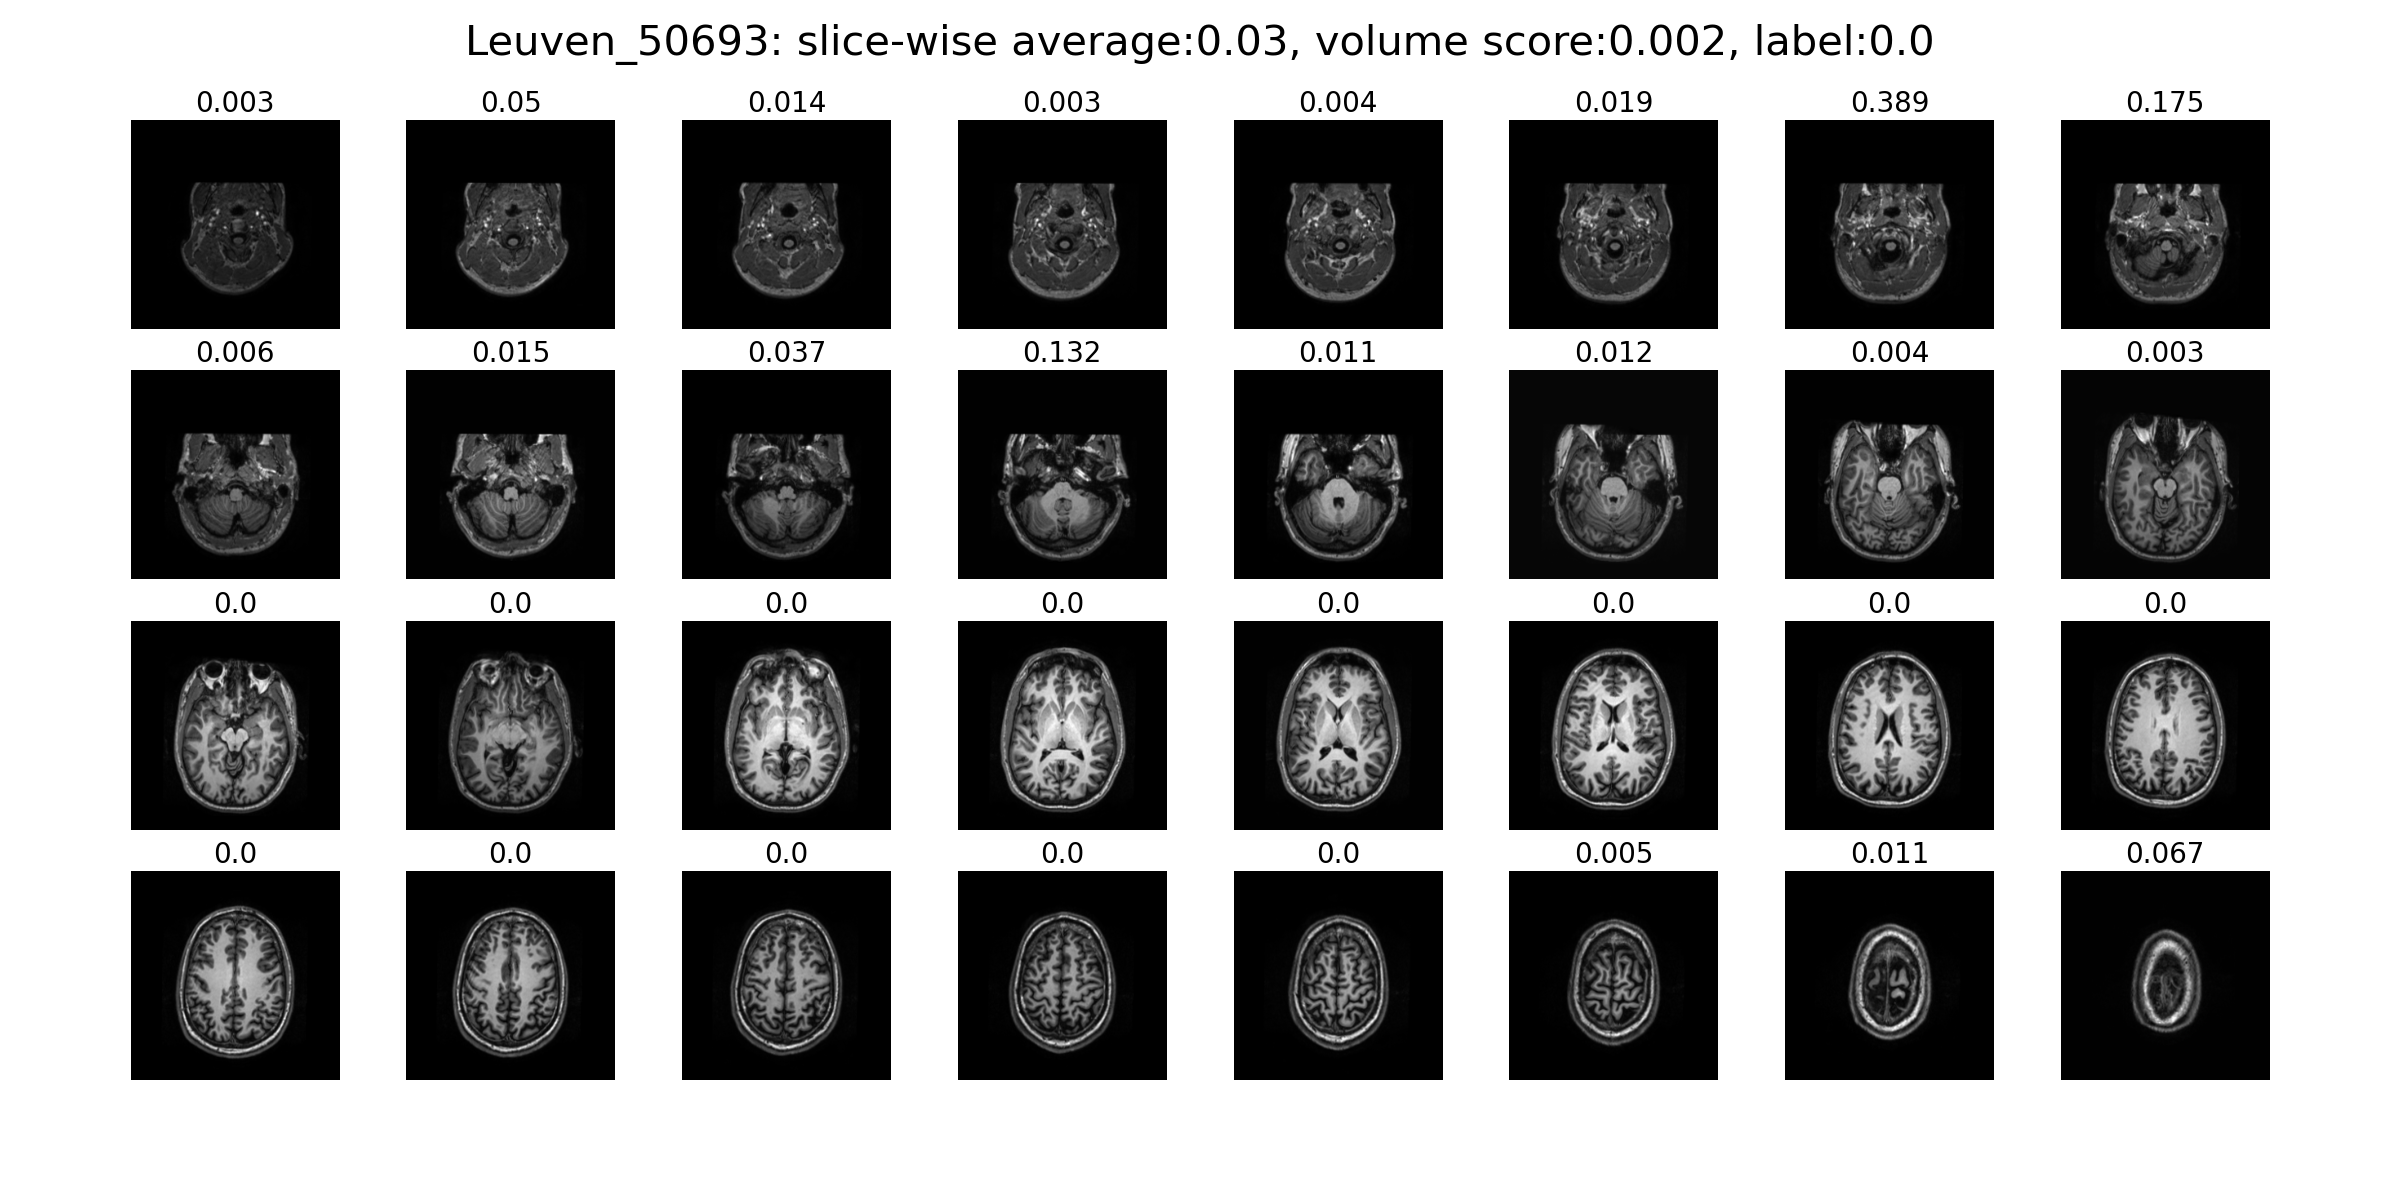 Leuven_50693: slice-wise average:0.03, volume score:0.002, label:0.0
0.003 0.05 0.014 0.003 0.004 0.019 0.389 0.175
0.006 0.015 0.037 0.132 0.011 0.012 0.004 0.003
0.0 0.0 0.0 0.0 0.0 0.0 0.0 0.0
0.0 0.0 0.0 0.0 0.0 0.005 0.011 0.067